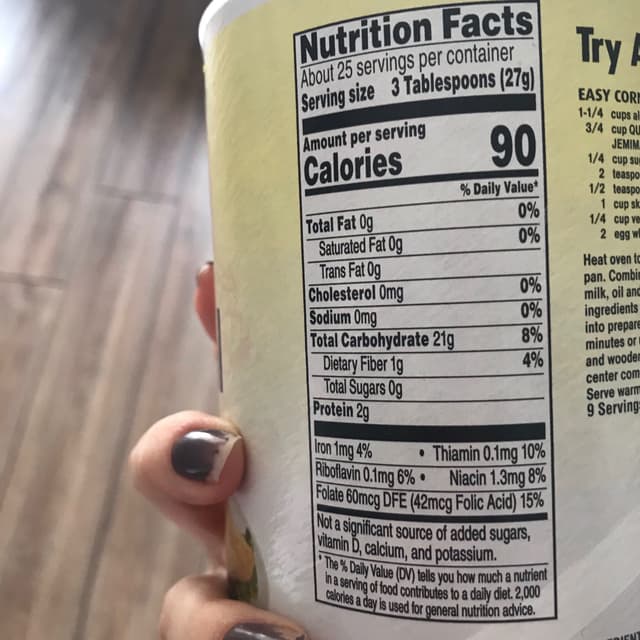 Nutrition Facts
About 25 servings per container
Serving size 3 Tablespoons (27g)
Amount per serving
Calories 90
% Daily Value*
Total Fat 0g 0%
Saturated Fat 0g 0%
Trans Fat 0g
Cholesterol 0mg 0%
Sodium 0mg 0%
Total Carbohydrate 21g 8%
Dietary Fiber 1g 4%
Total Sugars 0g
Protein 2g
Iron 1mg 4% • Thiamin 0.1mg 10%
Riboflavin 0.1mg 6% • Niacin 1.3mg 8%
Folate 60mcg DFE (42mcg Folic Acid) 15%
Not a significant source of added sugars,
vitamin D, calcium, and potassium.
* The % Daily Value (DV) tells you how much a nutrient
in a serving of food contributes to a daily diet. 2,000
calories a day is used for general nutrition advice.
Try
EASY
1-1/4 cups
3/4 cup
1/4 cup
2
1/2
1 cup
1/4 cup
2 egg
Heat oven
pan.
milk, oil
ingredients
into
minutes or
and
center
Serve
9